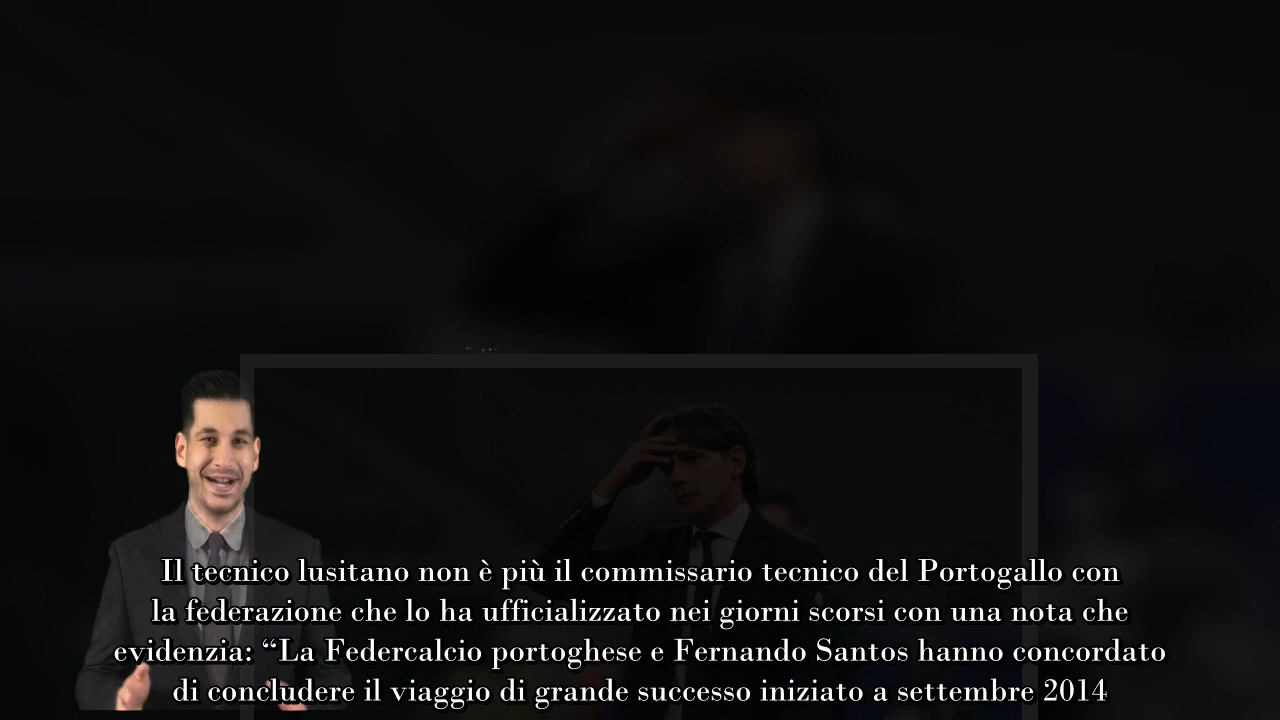 Il tecnico lusitano non è più il commissario tecnico del Portogallo con
la federazione che lo ha ufficializzato nei giorni scorsi con una nota che
evidenzia: “La Federcalcio portoghese e Fernando Santos hanno concordato
di concludere il viaggio di grande successo iniziato a settembre 2014